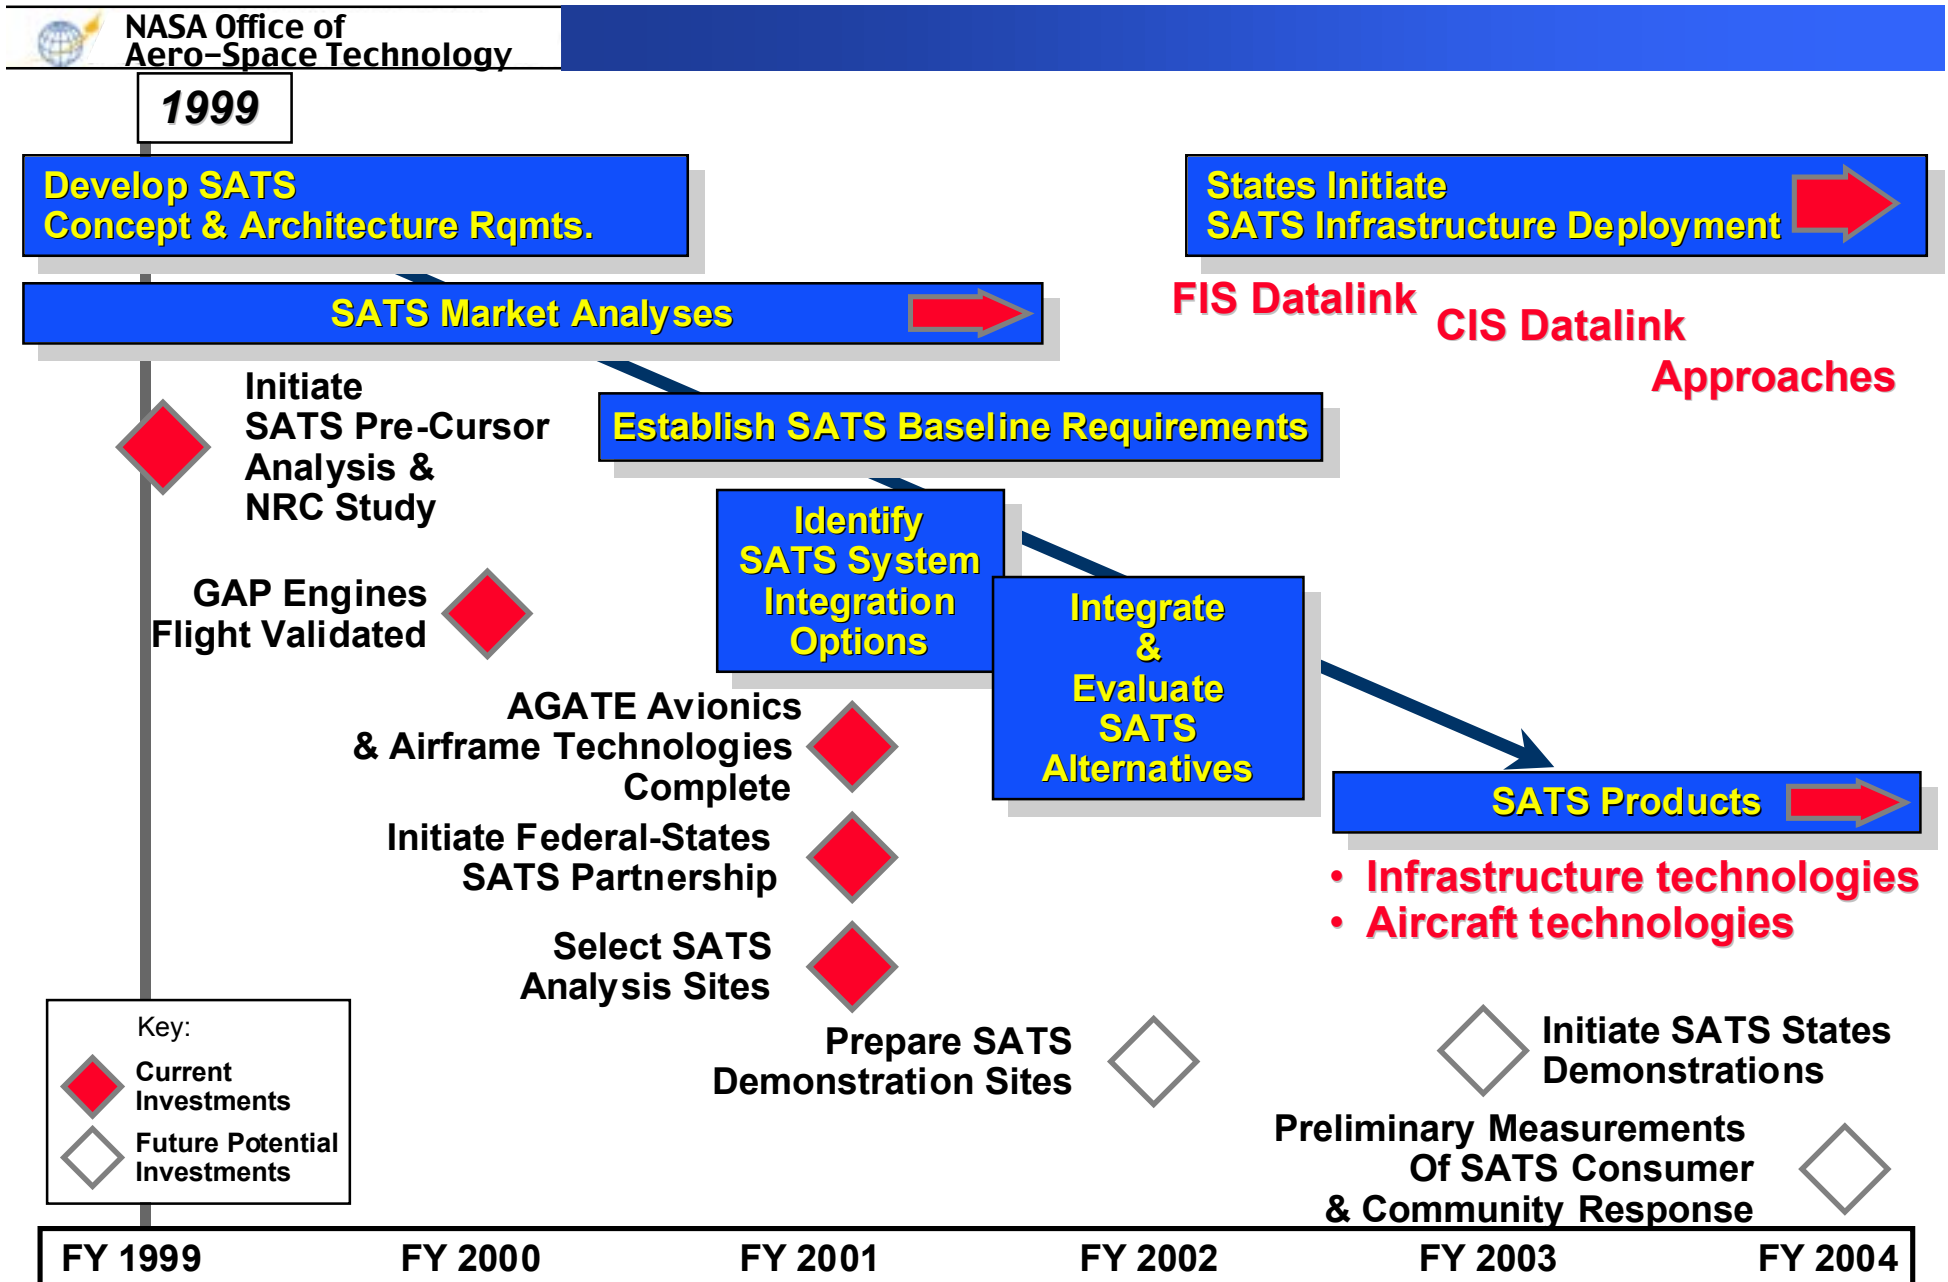 NASA Office of
Aero-Space Technology
1999
Develop SATS
Concept & Architecture Rqmts.
States Initiate
SATS Infrastructure Deployment
SATS Market Analyses
FIS Datalink
CIS Datalink
Approaches
Initiate
SATS Pre-Cursor
Analysis &
NRC Study
Establish SATS Baseline Requirements
Identify
SATS System
Integration
Options
GAP Engines
Flight Validated
Integrate
&
Evaluate
SATS
Alternatives
AGATE Avionics
& Airframe Technologies
Complete
SATS Products
Initiate Federal-States
SATS Partnership
• Infrastructure technologies
• Aircraft technologies
Select SATS
Analysis Sites
Prepare SATS
Demonstration Sites
Initiate SATS States
Demonstrations
Preliminary Measurements
Of SATS Consumer
& Community Response
Key:
Current
Investments
Future Potential
Investments
FY 1999 FY 2000 FY 2001 FY 2002 FY 2003 FY 2004